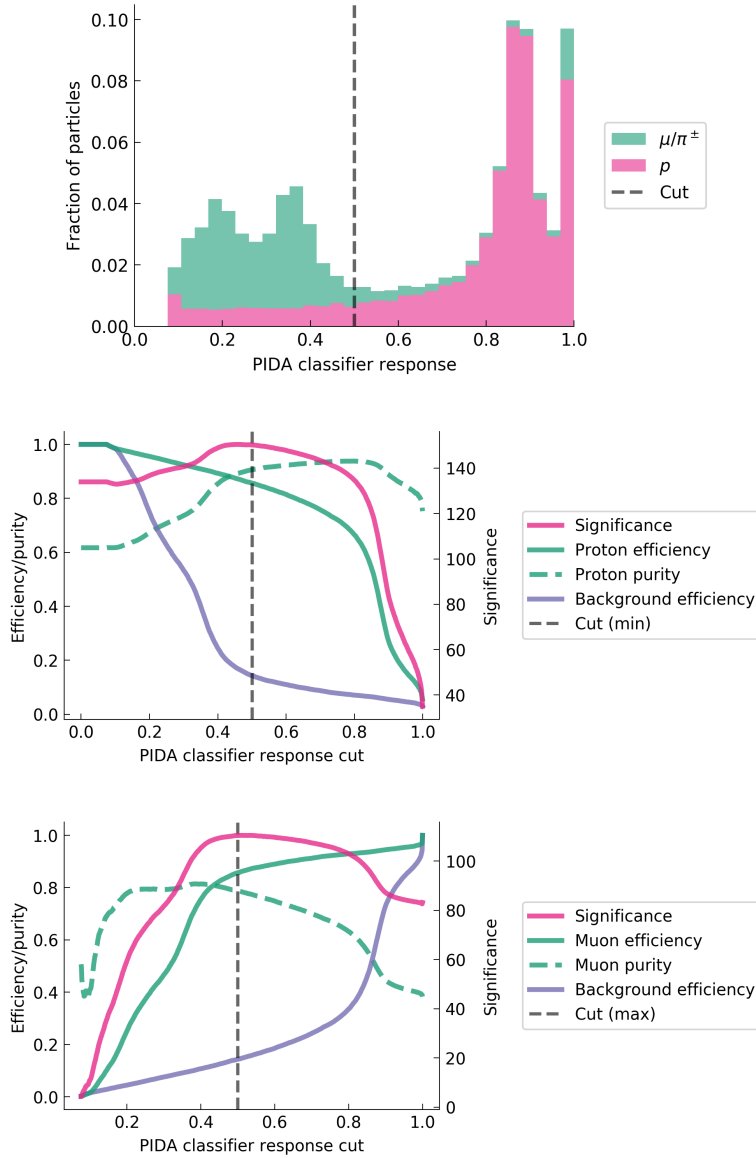 0.10
0.08
0.06
0.04
0.02
0.00
Fraction of particles
0.0 0.2 0.4 0.6 0.8 1.0
PIDA classifier response
μ/π±
p
Cut
1.0
0.8
0.6
0.4
0.2
0.0
Efficiency/purity
140
120
100
80
60
40
Significance
0.0 0.2 0.4 0.6 0.8 1.0
PIDA classifier response cut
Significance
Proton efficiency
Proton purity
Background efficiency
Cut (min)
1.0
0.8
0.6
0.4
0.2
0.0
Efficiency/purity
100
80
60
40
20
0
Significance
0.2 0.4 0.6 0.8 1.0
PIDA classifier response cut
Significance
Muon efficiency
Muon purity
Background efficiency
Cut (max)